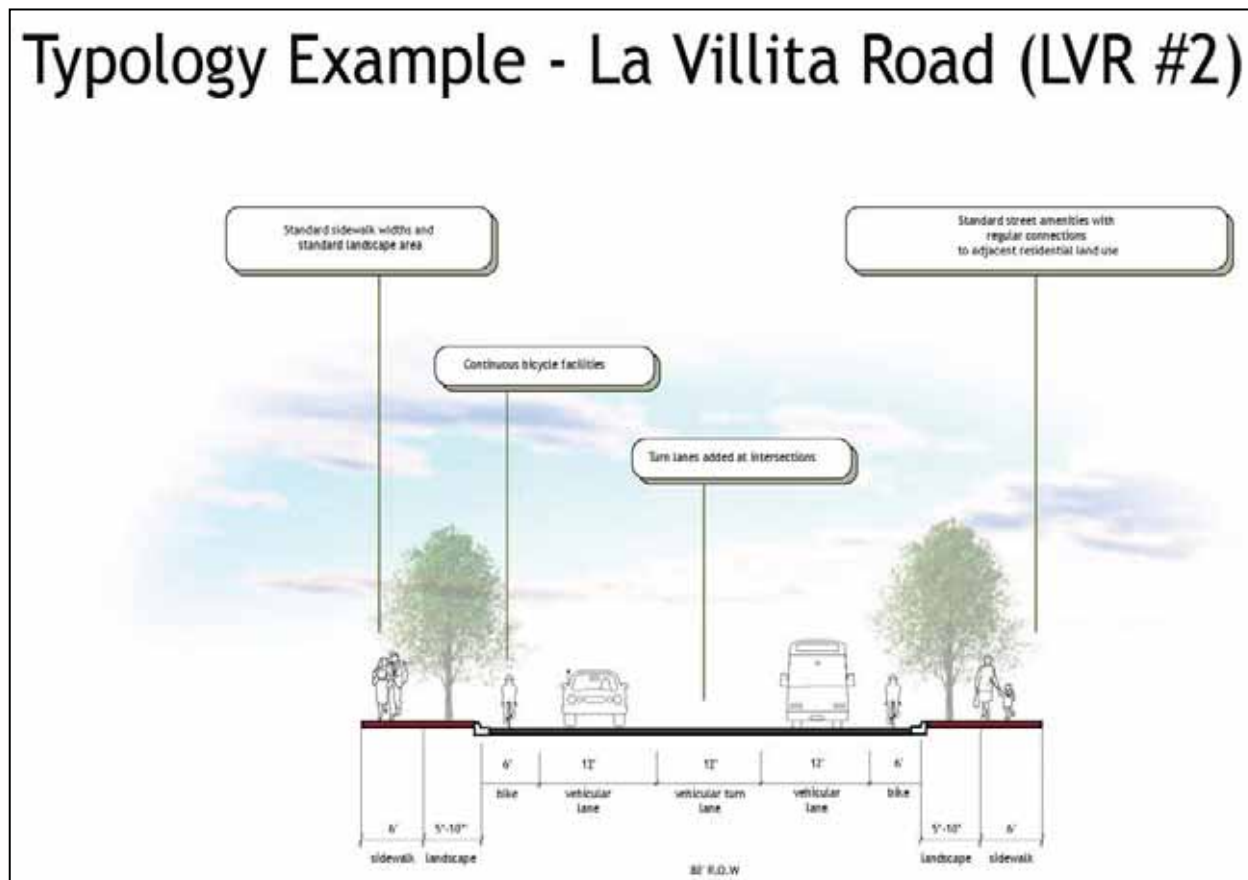 Typology Example - La Villita Road (LVR #2)
Standard sidewalk widths and
standard landscape area
Standard street amenities with
regular connections
to adjacent residential land use
Continuous bicycle facilities
Turn lanes added at intersections
6' 12' 12' 12' 6'
bike vehicular lane vehicular turn lane vehicular lane bike
6' 5'-10" 5'-10" 6'
sidewalk landscape landscape sidewalk
R.O.W